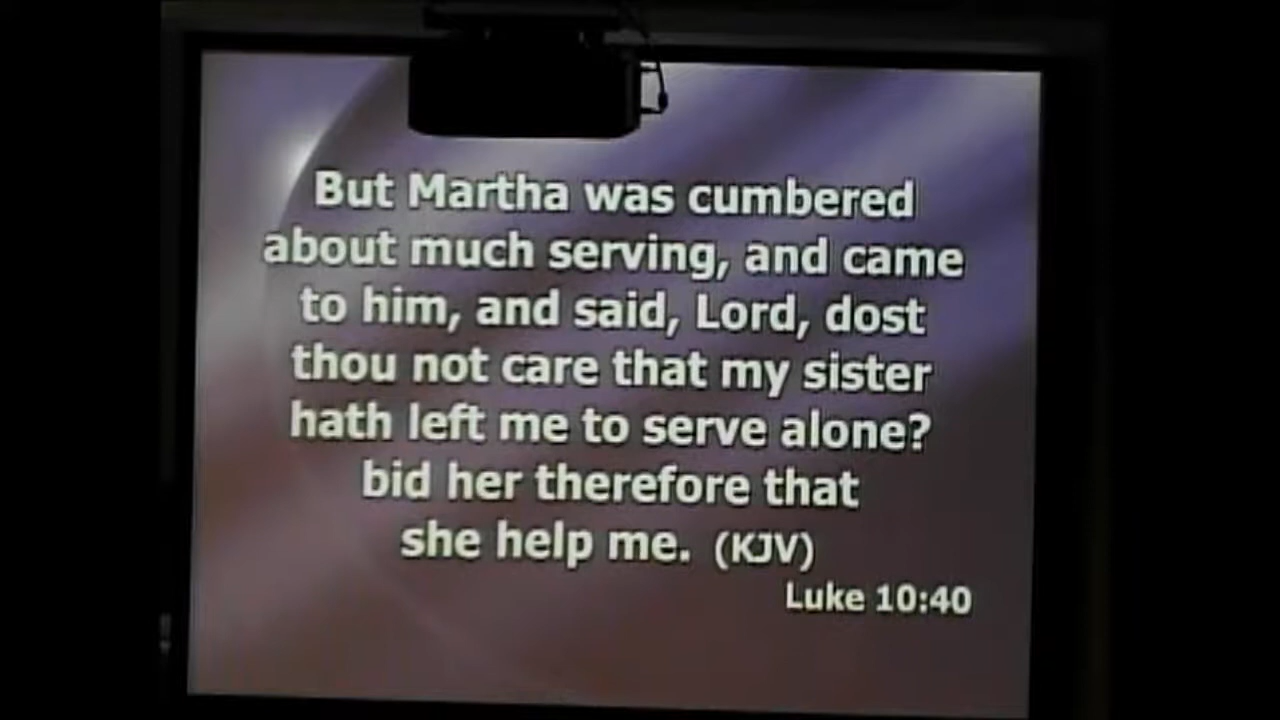 But Martha was cumbered
about much serving, and came
to him, and said, Lord, dost
thou not care that my sister
hath left me to serve alone?
bid her therefore that
she help me. (KJV)
Luke 10:40